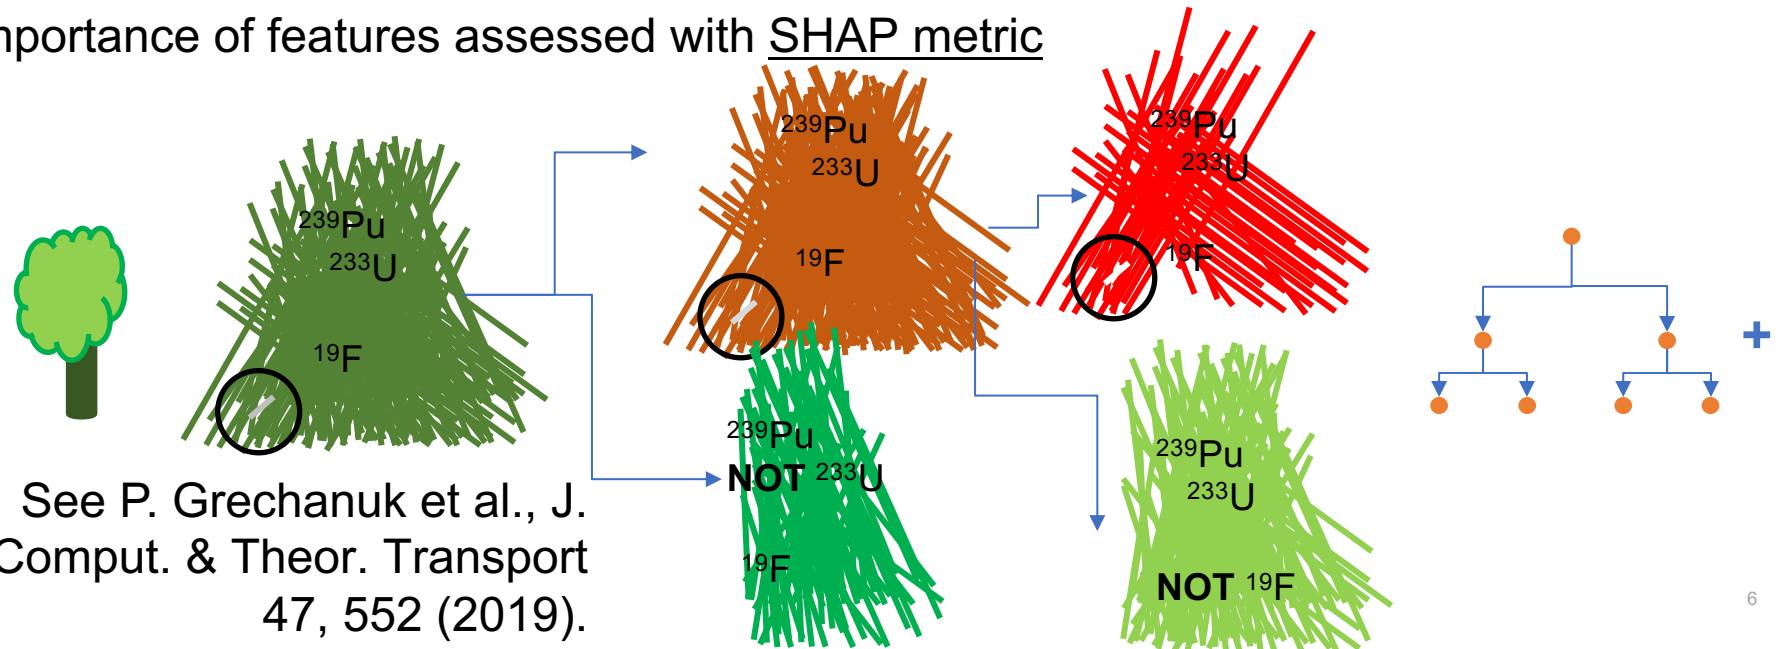 mportance of features assessed with SHAP metric
²³⁹Pu
²³³U
¹⁹F
²³⁹Pu
²³³U
¹⁹F
²³⁹Pu
²³³U
¹⁹F
²³⁹Pu
NOT ²³³U
¹⁹F
²³⁹Pu
²³³U
NOT ¹⁹F
See P. Grechanuk et al., J.
Comput. & Theor. Transport
47, 552 (2019).
6